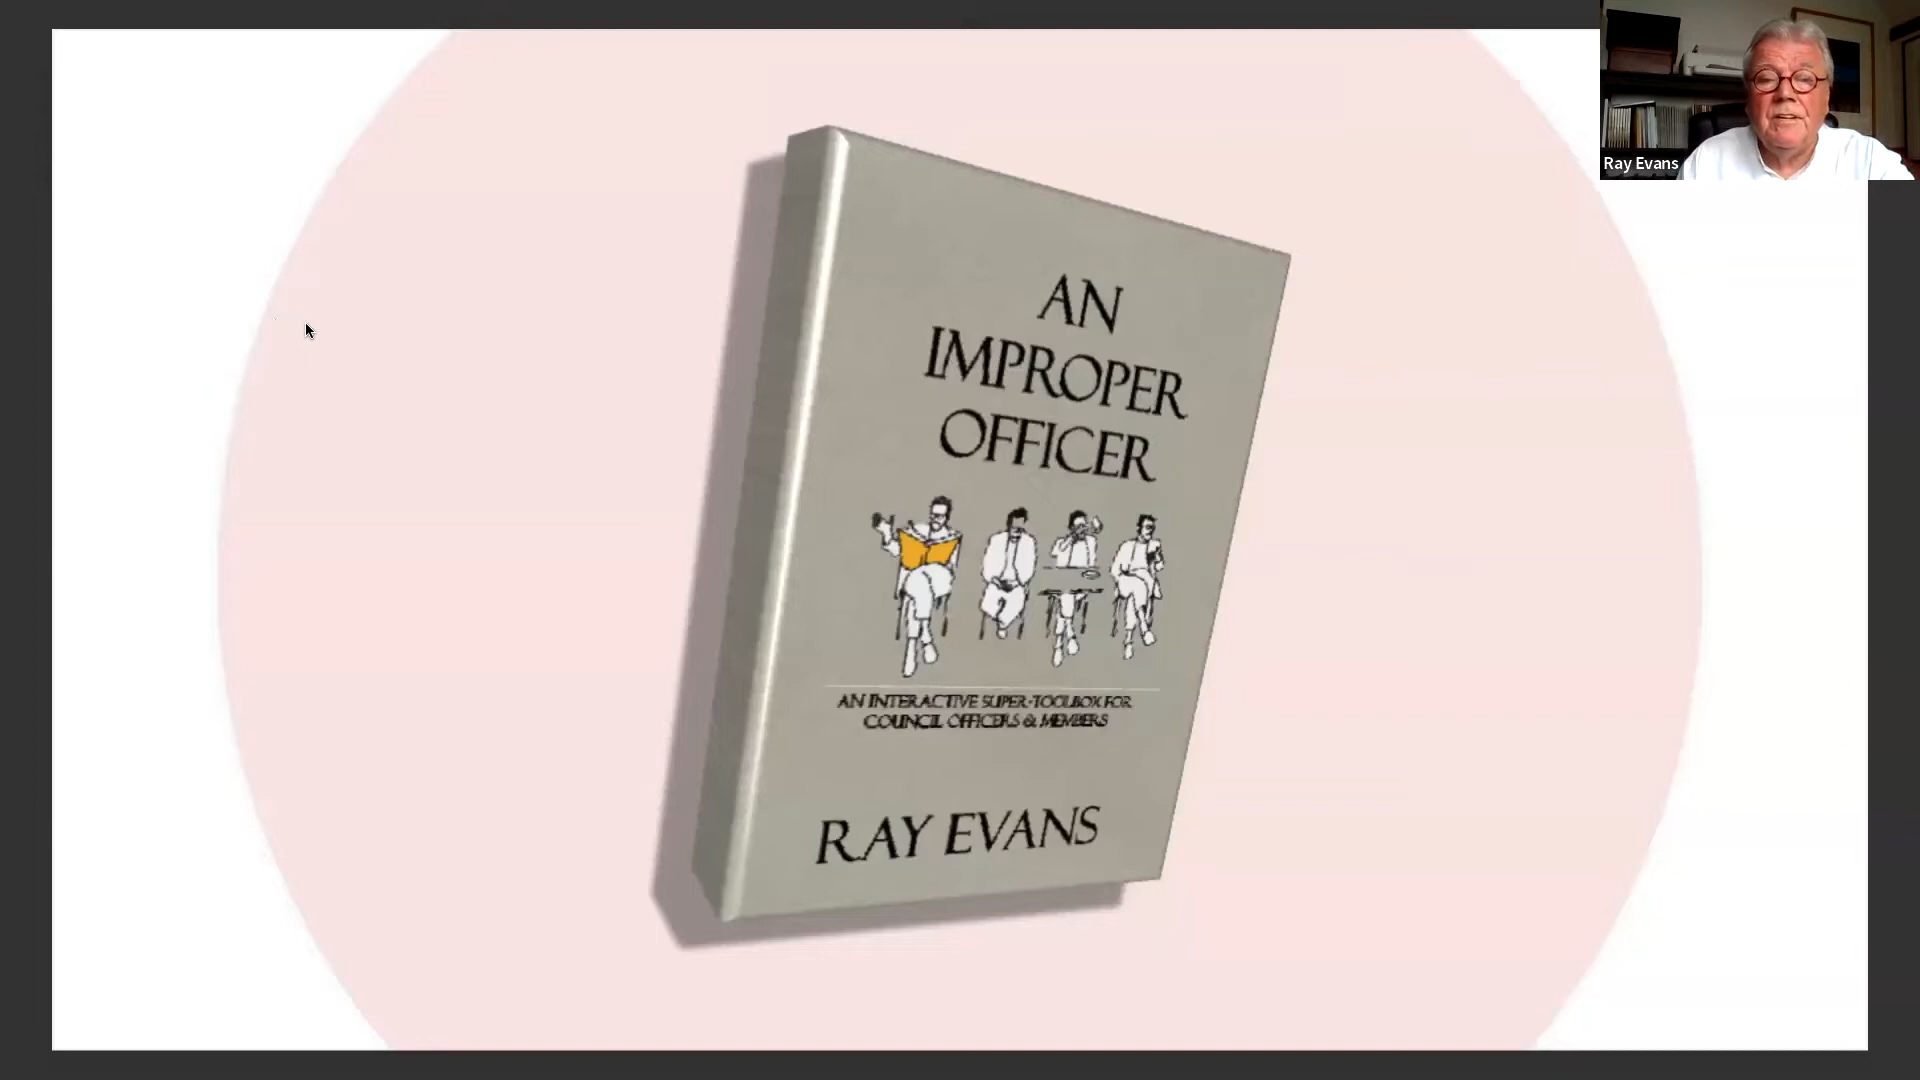 Ray Evans
AN
IMPROPER
OFFICER
AN INTERACTIVE SUPER-TOOLBOX FOR
COUNCIL OFFICERS & MEMBERS
RAY EVANS